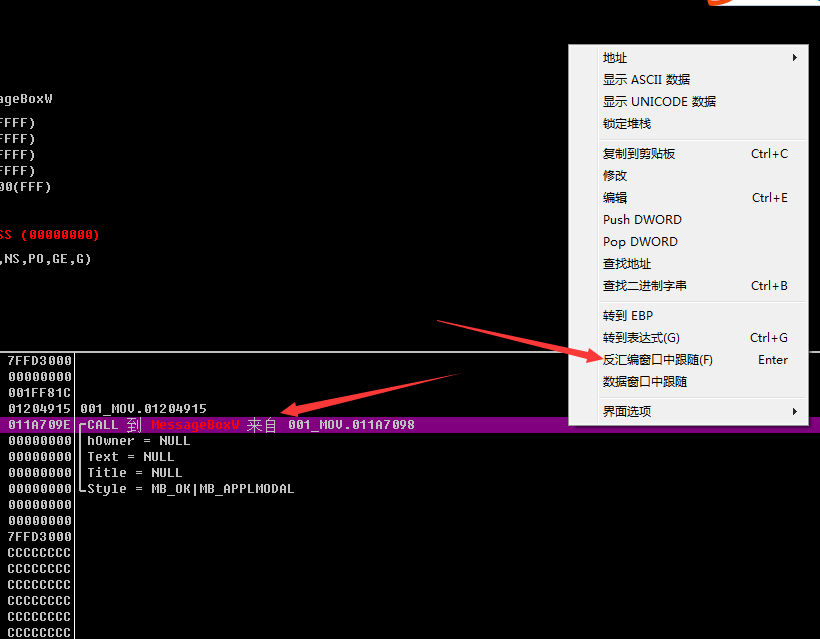 ageBoxW
FFFF)
FFFF)
FFFF)
FFFF)
00(FFF)
SS (00000000)
,NS,PO,GE,G)
7FFD3000
00000000
001FF81C
01204915 001_MOV.01204915
011A709E CALL 到 MessageBoxW 来自 001_MOV.011A7098
00000000 hOwner = NULL
00000000 Text = NULL
00000000 Title = NULL
00000000 Style = MB_OK|MB_APPLMODAL
00000000
00000000
7FFD3000
CCCCCCCC
CCCCCCCC
CCCCCCCC
CCCCCCCC
CCCCCCCC
CCCCCCCC
地址
显示 ASCII 数据
显示 UNICODE 数据
锁定堆栈
复制到剪贴板 Ctrl+C
修改
编辑 Ctrl+E
Push DWORD
Pop DWORD
查找地址
查找二进制字串 Ctrl+B
转到 EBP
转到表达式(G) Ctrl+G
反汇编窗口中跟随(F) Enter
数据窗口中跟随
界面选项